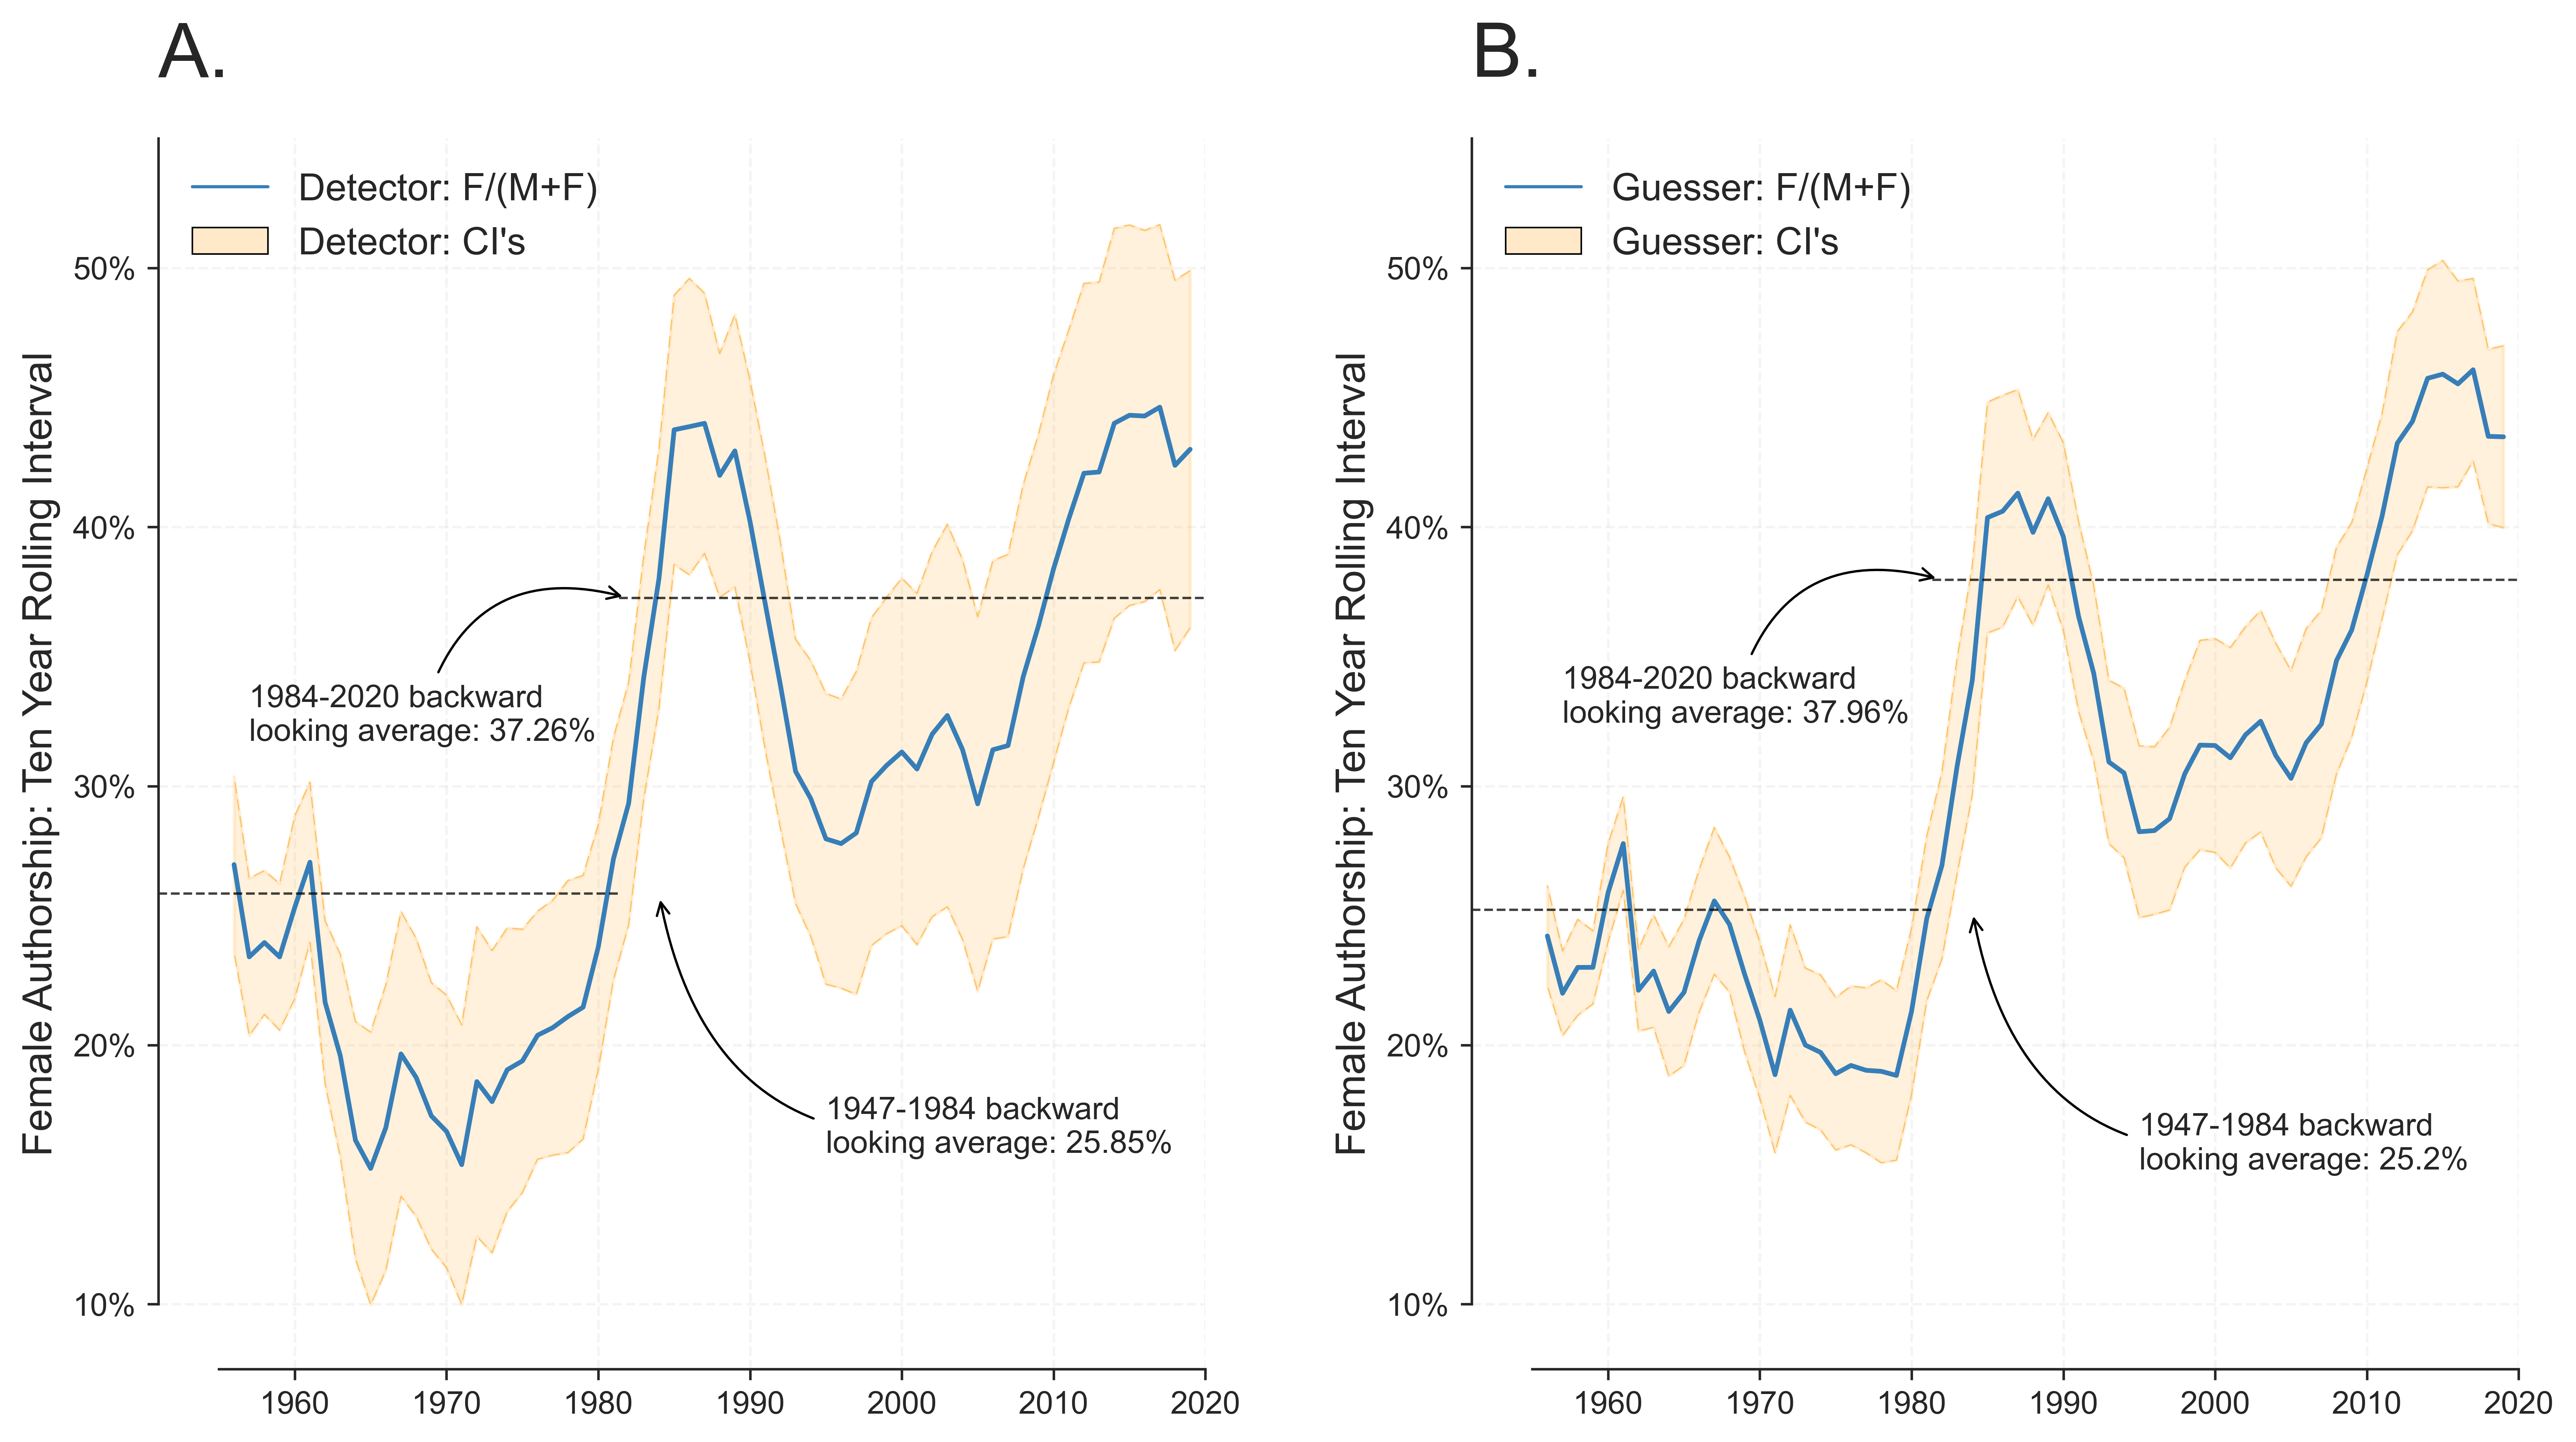 A.
Detector: F/(M+F)
Detector: CI's
Female Authorship: Ten Year Rolling Interval
50%
40%
30%
20%
10%
1984-2020 backward
looking average: 37.26%
1947-1984 backward
looking average: 25.85%
1960 1970 1980 1990 2000 2010 2020
B.
Guesser: F/(M+F)
Guesser: CI's
Female Authorship: Ten Year Rolling Interval
50%
40%
30%
20%
10%
1984-2020 backward
looking average: 37.96%
1947-1984 backward
looking average: 25.2%
1960 1970 1980 1990 2000 2010 2020